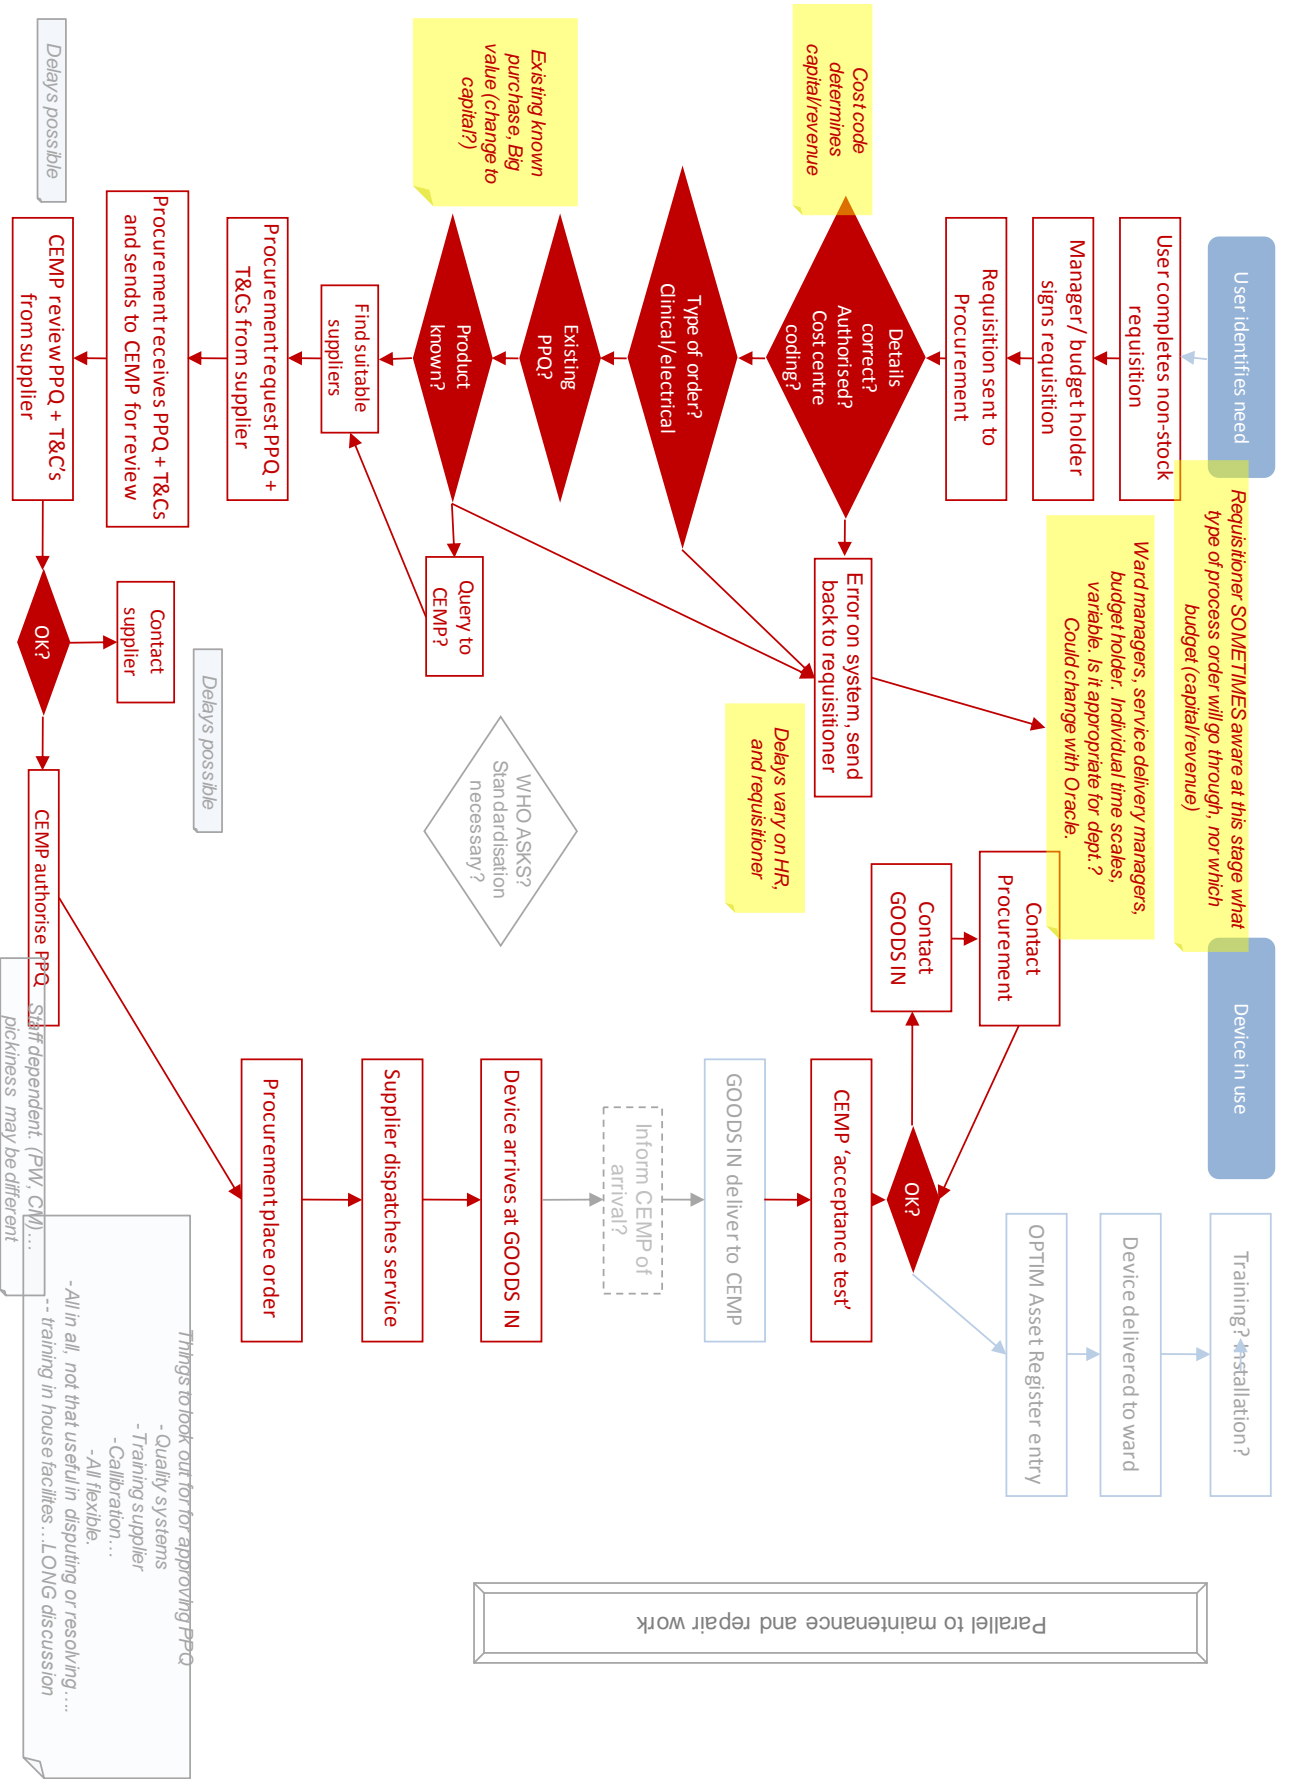 User identifies need
User completes non-stock
requisition
Manager/ budget holder
signs requisition
Requisition sent to
Procurement
Details
correct?
Authorised?
Cost centre
coding?
Type of order?
Clinical/electrical
Existing
PPQ?
Product
known?
Find suitable
suppliers
Procurement request PPQ +
T&Cs from supplier
Procurement receives PPQ + T&Cs
and sends to CEMP for review
CEMP review PPQ + T&C's
from supplier
Cost code
determines
capital/revenue
Existing known
purchase, Big
value (change to
capital?)
Delays possible
Requisitioner SOMETIMES aware at this stage what
type of process order will go through, nor which
budget (capital/revenue)
Ward managers, service delivery managers,
budget holder. Individual time scales,
variable. Is it appropriate for dept.?
Could change with Oracle.
Error on system, send
back to requisitioner
Delays vary on HR,
and requisitioner
Query to
CEMP?
WHO ASKS?
Standardisation
necessary?
Delays possible
Contact
supplier
OK?
CEMP authorise PPQ
Staff dependent. (PW, CM)…
pickiness may be different
Device in use
Contact
Procurement
Contact
GOODS IN
OK?
CEMP ‘acceptance test’
GOODS IN deliver to CEMP
Inform CEMP of
arrival?
Device arrives at GOODS IN
Supplier dispatches service
Procurement place order
Training? Installation?
Device delivered to ward
OPTIM Asset Register entry
Things to look out for for approving PPQ
- Quality systems
- Training supplier
- Callibration…
- All flexible.
- All in all, not that useful in disputing or resolving….
-- training in house facilites…LONG discussion
Parallel to maintenance and repair work